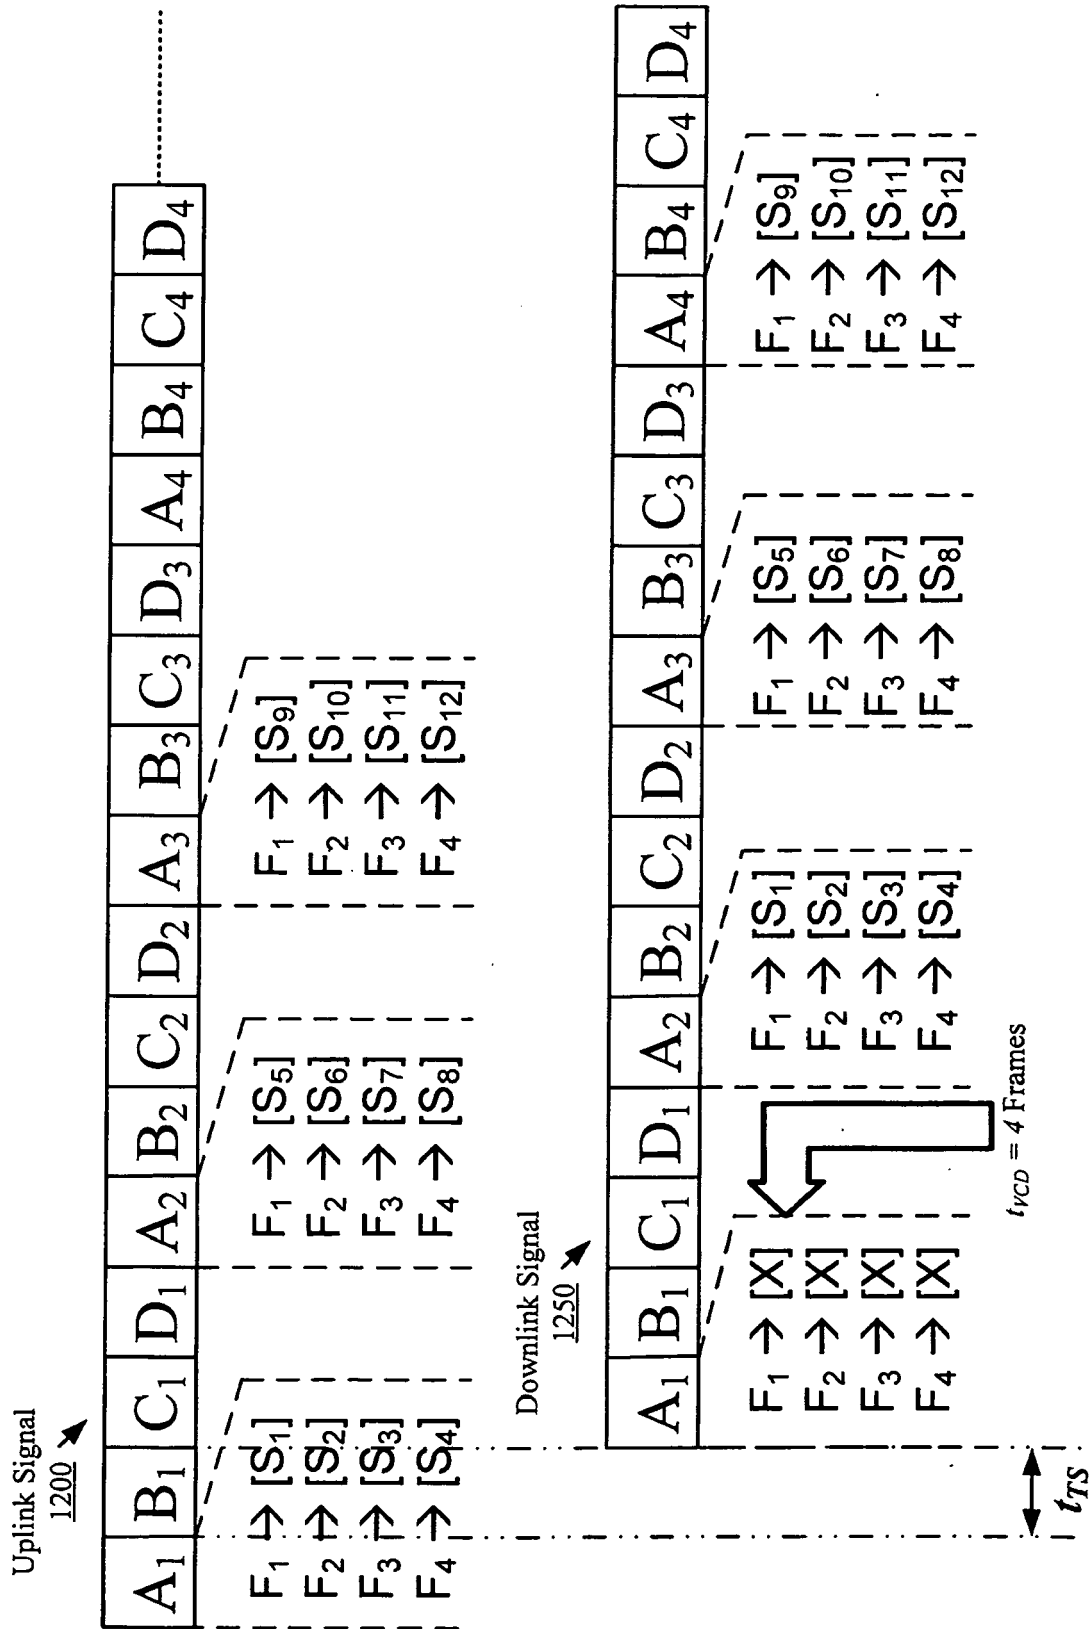 Uplink Signal
1200
A1 B1 C1 D1 A2 B2 C2 D2 A3 B3 C3 D3 A4 B4 C4 D4
F1 → [S1]
F2 → [S2]
F3 → [S3]
F4 → [S4]
F1 → [S5]
F2 → [S6]
F3 → [S7]
F4 → [S8]
F1 → [S9]
F2 → [S10]
F3 → [S11]
F4 → [S12]
Downlink Signal
1250
A1 B1 C1 D1 A2 B2 C2 D2 A3 B3 C3 D3 A4 B4 C4 D4
F1 → [X]
F2 → [X]
F3 → [X]
F4 → [X]
tVCD = 4 Frames
F1 → [S1]
F2 → [S2]
F3 → [S3]
F4 → [S4]
F1 → [S5]
F2 → [S6]
F3 → [S7]
F4 → [S8]
F1 → [S9]
F2 → [S10]
F3 → [S11]
F4 → [S12]
tTS